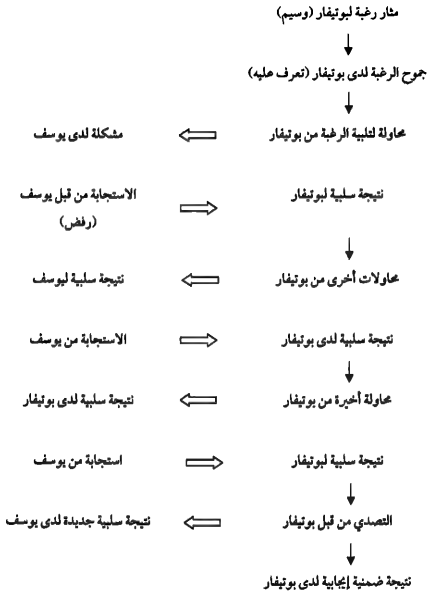 مثار رغبة لبوتيفار (وسيم)
جموح الرغبة لدى بوتيفار (تعرف عليه)
محاولة لتلبية الرغبة من بوتيفار
مشكلة لدى يوسف
نتيجة سلبية لبوتيفار
الاستجابة من قبل يوسف
(رفض)
محاولات أخرى من بوتيفار
نتيجة سلبية ليوسف
نتيجة سلبية لدى بوتيفار
الاستجابة من يوسف
محاولة أخيرة من بوتيفار
نتيجة سلبية لدى بوتيفار
نتيجة سلبية لبوتيفار
استجابة من يوسف
التصدي من قبل بوتيفار
نتيجة سلبية جديدة لدى يوسف
نتيجة ضمنية إيجابية لدى بوتيفار